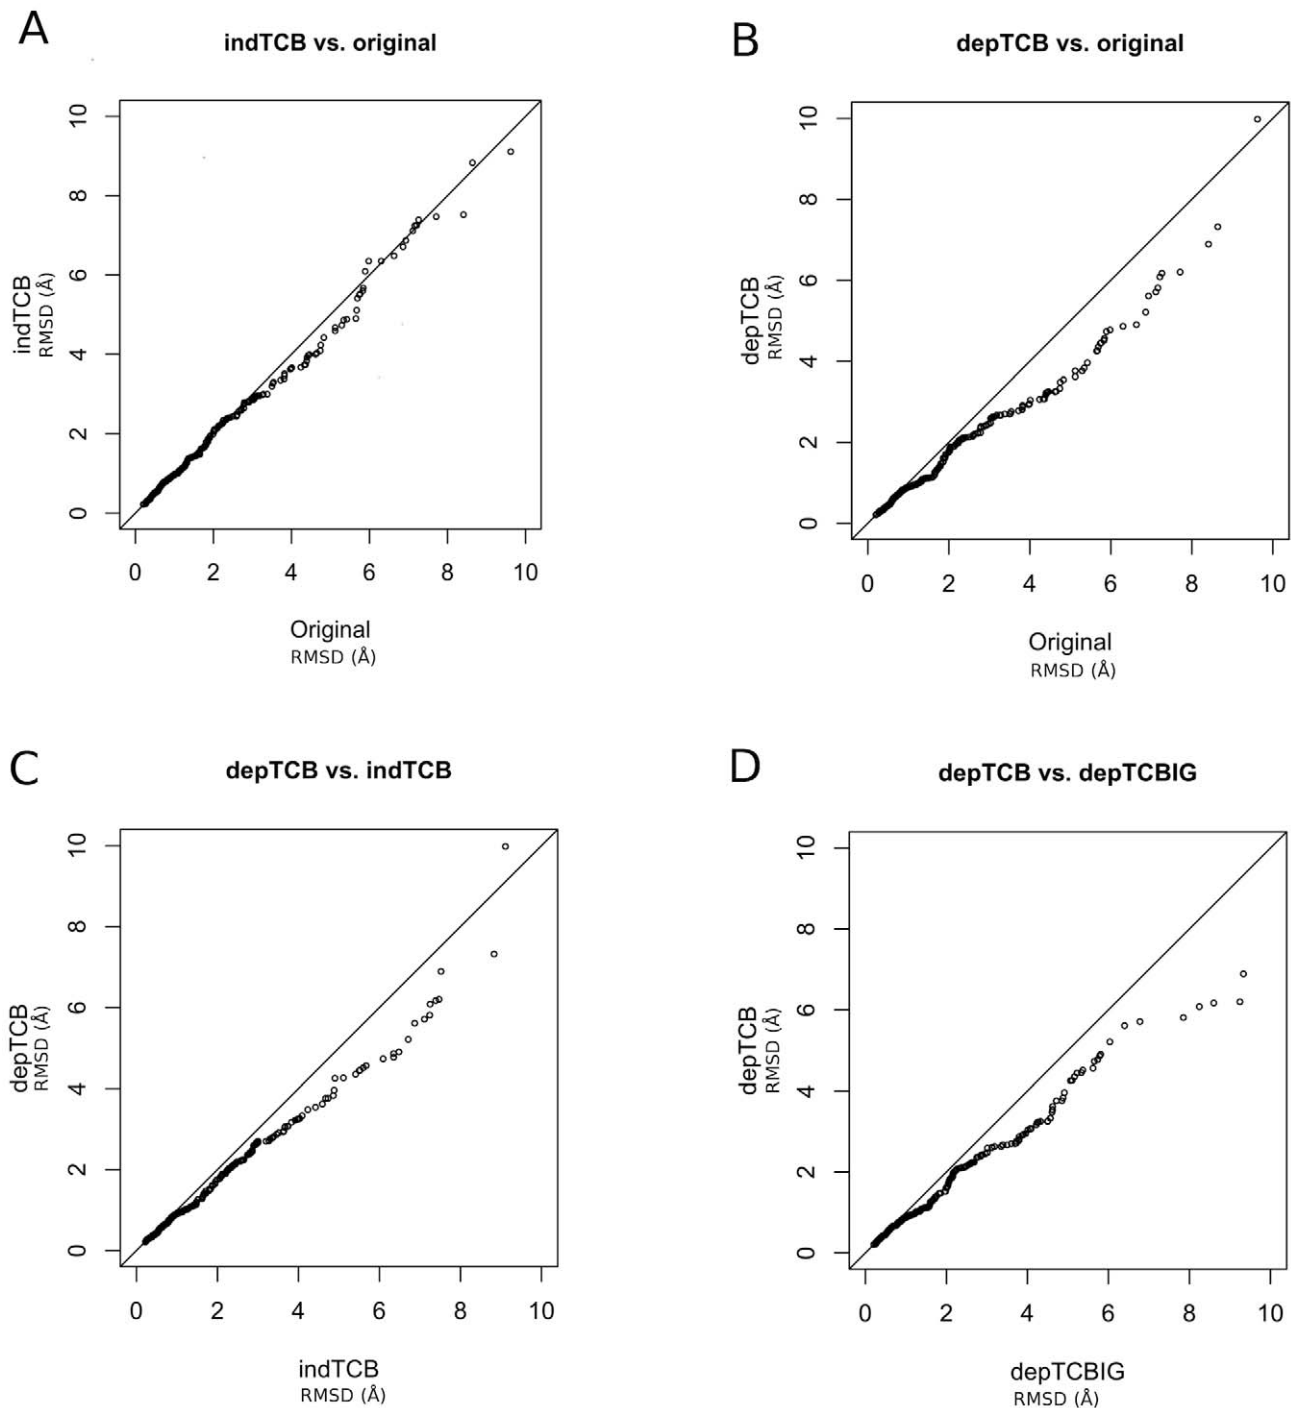 A
indTCB vs. original
10
8
6
4
2
0
indTCB
RMSD (Å)
0 2 4 6 8 10
Original
RMSD (Å)
B
depTCB vs. original
10
8
6
4
2
0
depTCB
RMSD (Å)
0 2 4 6 8 10
Original
RMSD (Å)
C
depTCB vs. indTCB
10
8
6
4
2
0
depTCB
RMSD (Å)
0 2 4 6 8 10
indTCB
RMSD (Å)
D
depTCB vs. depTCBIG
10
8
6
4
2
0
depTCB
RMSD (Å)
0 2 4 6 8 10
depTCBIG
RMSD (Å)